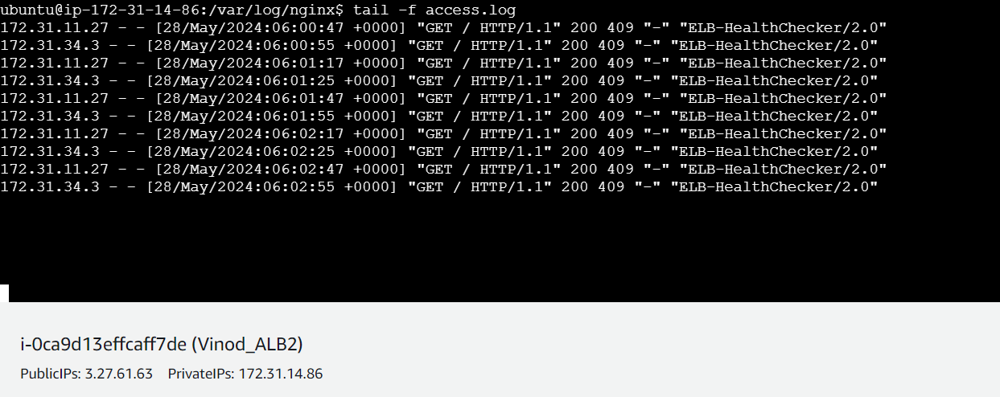 ubuntu@ip-172-31-14-86:/var/log/nginx$ tail -f access.log
172.31.11.27 - - [28/May/2024:06:00:47 +0000] "GET / HTTP/1.1" 200 409 "-" "ELB-HealthChecker/2.0"
172.31.34.3 - - [28/May/2024:06:00:55 +0000] "GET / HTTP/1.1" 200 409 "-" "ELB-HealthChecker/2.0"
172.31.11.27 - - [28/May/2024:06:01:17 +0000] "GET / HTTP/1.1" 200 409 "-" "ELB-HealthChecker/2.0"
172.31.34.3 - - [28/May/2024:06:01:25 +0000] "GET / HTTP/1.1" 200 409 "-" "ELB-HealthChecker/2.0"
172.31.11.27 - - [28/May/2024:06:01:47 +0000] "GET / HTTP/1.1" 200 409 "-" "ELB-HealthChecker/2.0"
172.31.34.3 - - [28/May/2024:06:01:55 +0000] "GET / HTTP/1.1" 200 409 "-" "ELB-HealthChecker/2.0"
172.31.11.27 - - [28/May/2024:06:02:17 +0000] "GET / HTTP/1.1" 200 409 "-" "ELB-HealthChecker/2.0"
172.31.34.3 - - [28/May/2024:06:02:25 +0000] "GET / HTTP/1.1" 200 409 "-" "ELB-HealthChecker/2.0"
172.31.11.27 - - [28/May/2024:06:02:47 +0000] "GET / HTTP/1.1" 200 409 "-" "ELB-HealthChecker/2.0"
172.31.34.3 - - [28/May/2024:06:02:55 +0000] "GET / HTTP/1.1" 200 409 "-" "ELB-HealthChecker/2.0"
i-0ca9d13effcaff7de (Vinod_ALB2)
PublicIPs: 3.27.61.63 PrivateIPs: 172.31.14.86